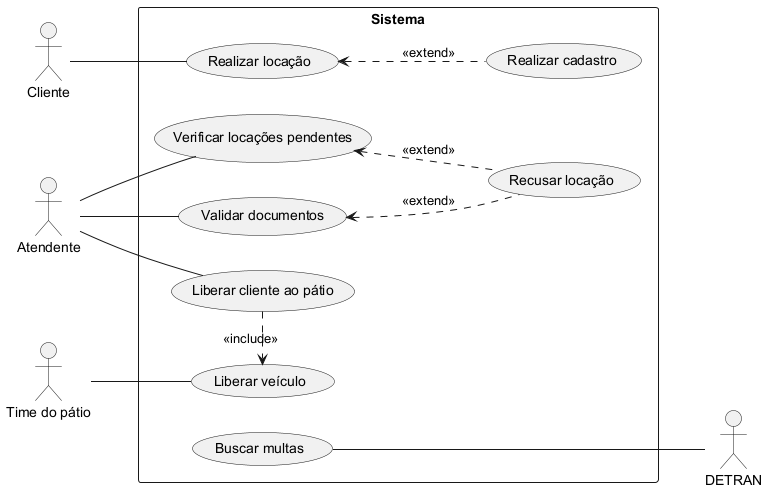 Sistema
Cliente
Realizar locação
«extend»
Realizar cadastro
Verificar locações pendentes
«extend»
Recusar locação
Atendente
Validar documentos
«extend»
Liberar cliente ao pátio
«include»
Time do pátio
Liberar veículo
Buscar multas
DETRAN